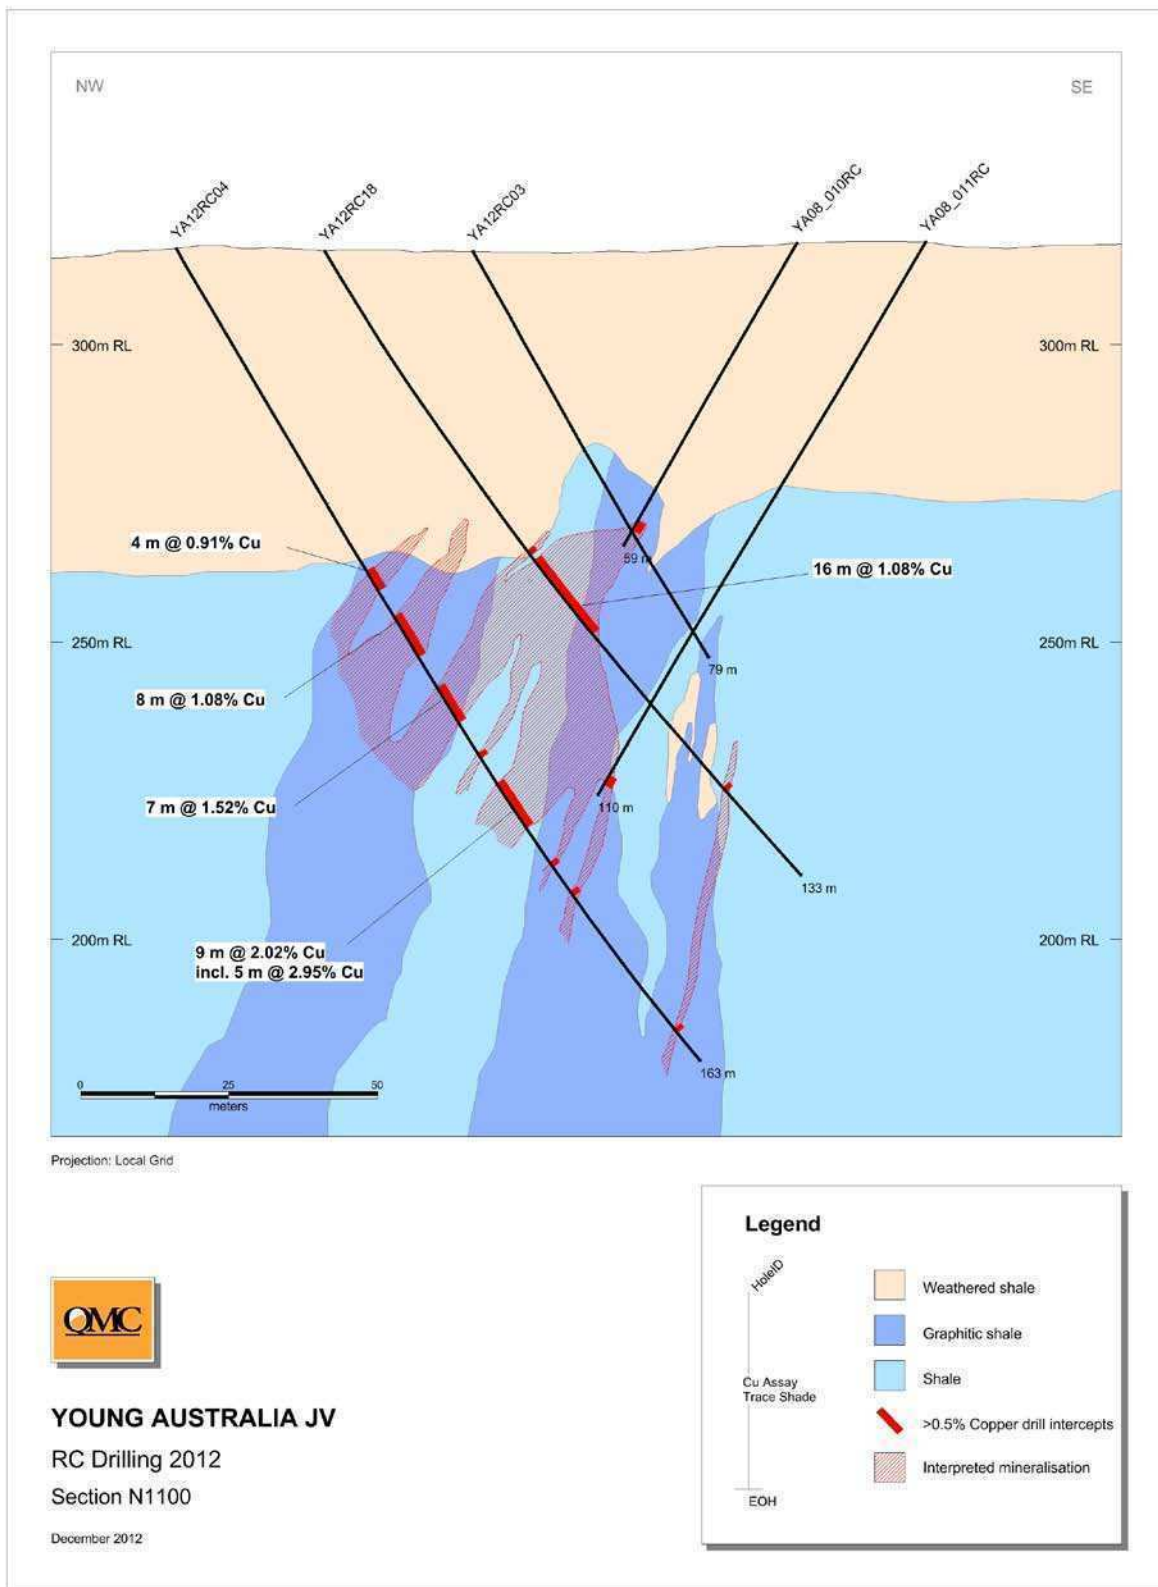 NW
SE
YA12RC04
YA12RC18
YA12RC03
YA08_010RC
YA08_011RC
300m RL
300m RL
4 m @ 0.91% Cu
59 m
16 m @ 1.08% Cu
250m RL
250m RL
79 m
8 m @ 1.08% Cu
7 m @ 1.52% Cu
110 m
133 m
200m RL
200m RL
9 m @ 2.02% Cu
incl. 5 m @ 2.95% Cu
163 m
0 25 50
meters
Projection: Local Grid
Legend
HoleID
Cu Assay
Trace Shade
EOH
Weathered shale
Graphitic shale
Shale
>0.5% Copper drill intercepts
Interpreted mineralisation
QMC
YOUNG AUSTRALIA JV
RC Drilling 2012
Section N1100
December 2012